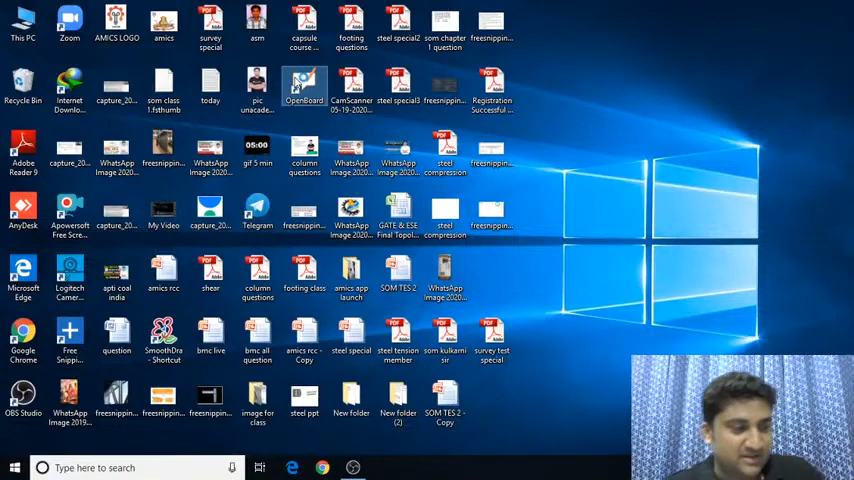 This PC
Zoom
AMICS LOGO
amics
survey special
asm
capsule course ...
footing questions
steel special2
som chapter 1 question
freesnippin...
Recycle Bin
Internet Downlo...
capture_20...
som class 1.fsthumb
today
pic unacade...
OpenBoard
CamScanner 05-19-2020...
steel special3
freesnippin...
Registration Successful ...
Adobe Reader 9
capture_20...
WhatsApp Image 2020...
freesnippin...
WhatsApp Image 2020...
05:00
gif 5 min
column questions
WhatsApp Image 2020...
WhatsApp Image 2020...
steel compression
freesnippin...
AnyDesk
Apowersoft Free Scre...
capture_20...
My Video
capture_20...
Telegram
freesnippin...
WhatsApp Image 2020...
GATE & ESE Final Topol...
steel compression
freesnippin...
Microsoft Edge
Logitech Camer...
apti coal india
amics rcc
shear
column questions
footing class
amics app launch
SOM TES 2
WhatsApp Image 2020...
Google Chrome
Free Snippi...
question
SmoothDra - Shortcut
bmc live
bmc all question
amics rcc - Copy
steel special
steel tension member
som kulkarni sir
survey test special
OBS Studio
WhatsApp Image 2019...
freesnippin...
freesnippin...
freesnippin...
image for class
steel ppt
New folder
New folder (2)
SOM TES 2 - Copy
Type here to search